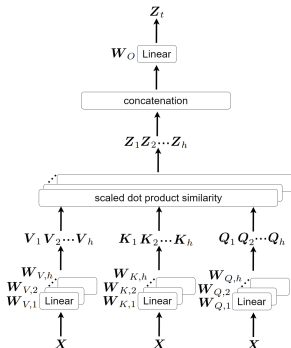 Z_t
W_O Linear
concatenation
Z_1 Z_2 ⋯ Z_h
scaled dot product similarity
V_1 V_2 ⋯ V_h K_1 K_2 ⋯ K_h Q_1 Q_2 ⋯ Q_h
W_{V,h} W_{K,h} W_{Q,h}
W_{V,2} W_{K,2} W_{Q,2}
W_{V,1} Linear W_{K,1} Linear W_{Q,1} Linear
X X X